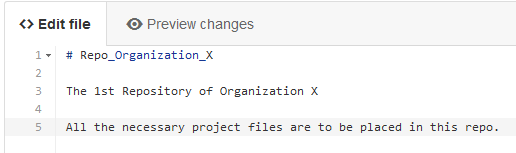 <> Edit file Preview changes
1 # Repo_Organization_X
2
3 The 1st Repository of Organization X
4
5 All the necessary project files are to be placed in this repo.